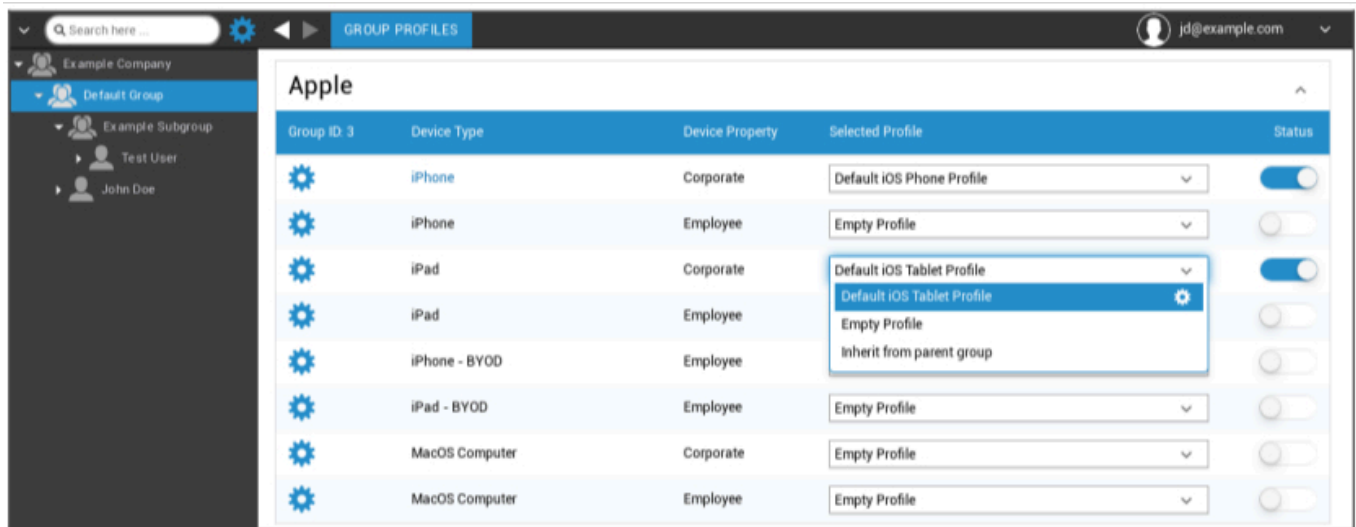 Search here ...
GROUP PROFILES
jd@example.com
Example Company
Default Group
Example Subgroup
Test User
John Doe
Apple
Group ID: 3 Device Type Device Property Selected Profile Status
iPhone Corporate Default iOS Phone Profile
iPhone Employee Empty Profile
iPad Corporate Default iOS Tablet Profile
Default iOS Tablet Profile
iPad Employee
Empty Profile
Inherit from parent group
iPhone - BYOD Employee
iPad - BYOD Employee Empty Profile
MacOS Computer Corporate Empty Profile
MacOS Computer Employee Empty Profile